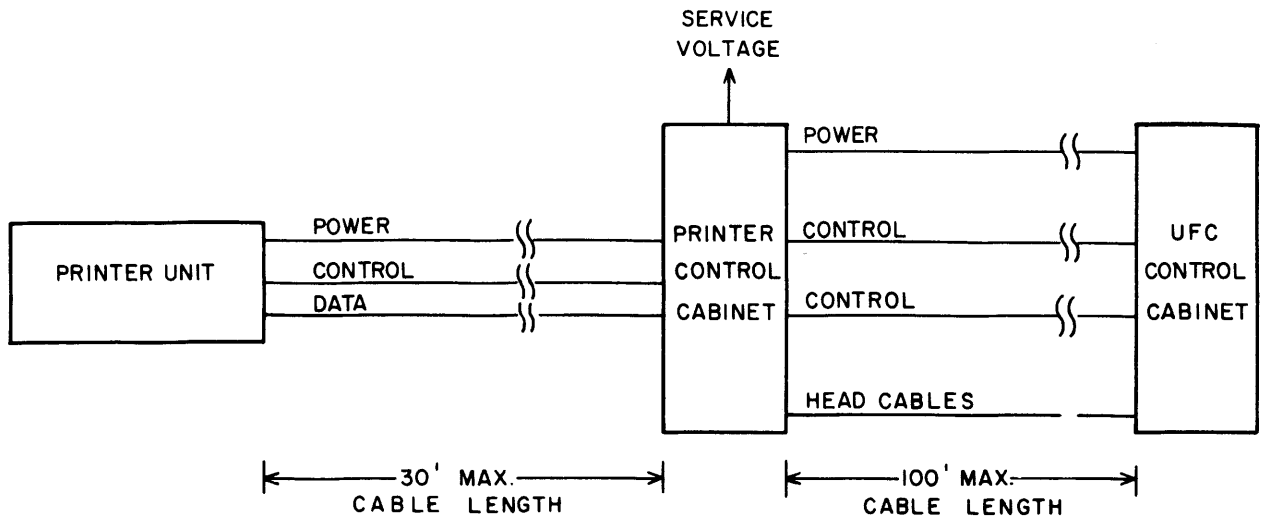 SERVICE
VOLTAGE
PRINTER UNIT
POWER
CONTROL
DATA
PRINTER
CONTROL
CABINET
POWER
CONTROL
CONTROL
HEAD CABLES
UFC
CONTROL
CABINET
30' MAX.
CABLE LENGTH
100' MAX.
CABLE LENGTH